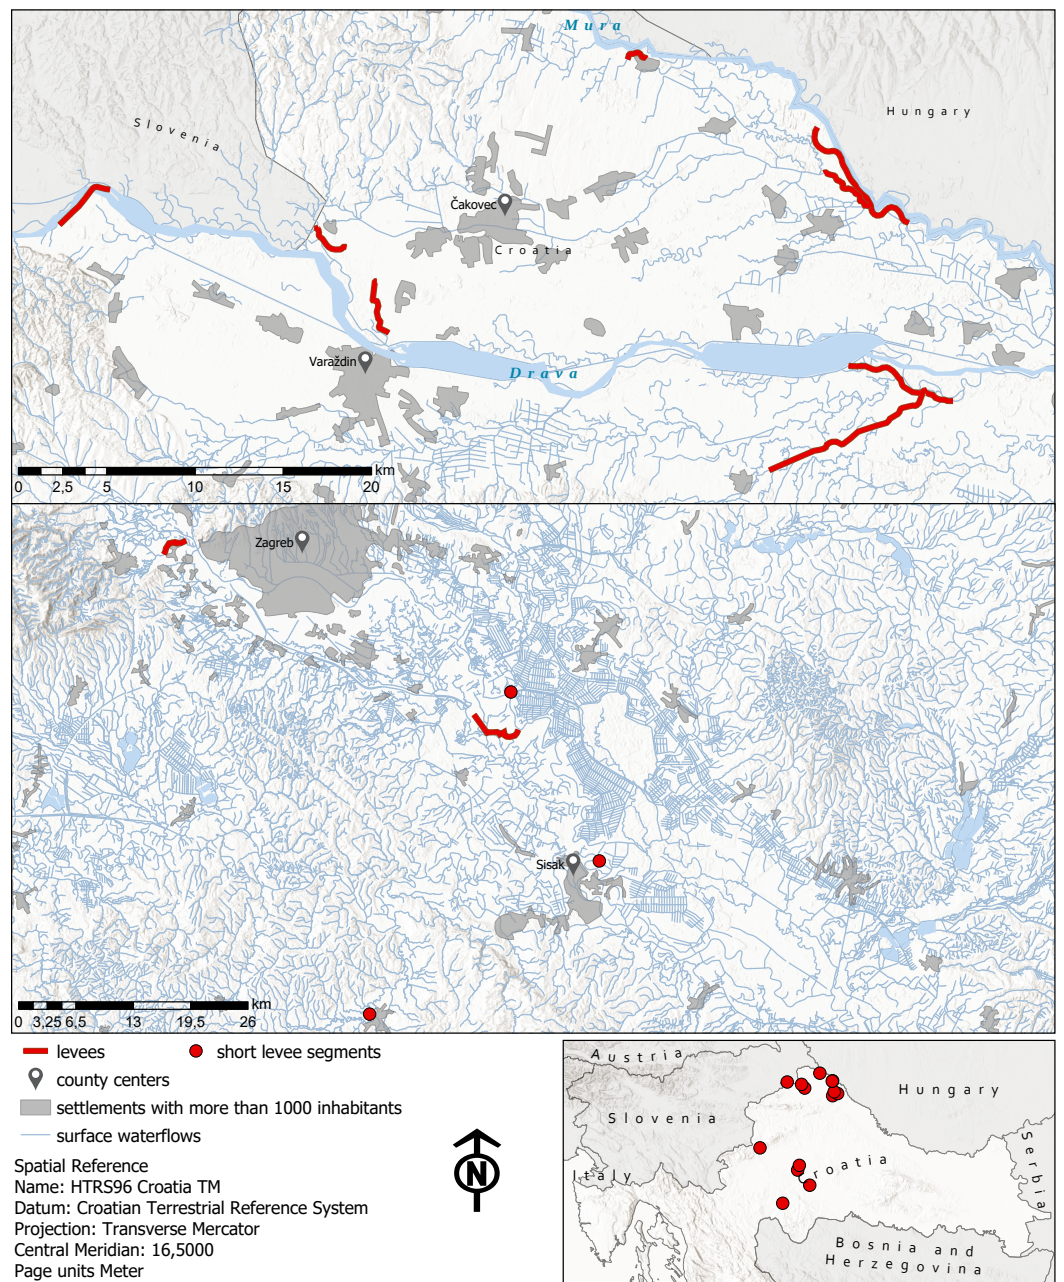 Mura
Hungary
Slovenia
Čakovec
Croatia
Varaždin
Drava
km
0 2,5 5 10 15 20
Zagreb
Sisak
km
0 3,25 6,5 13 19,5 26
levees
short levee segments
county centers
settlements with more than 1000 inhabitants
surface waterflows
Spatial Reference
Name: HTRS96 Croatia TM
Datum: Croatian Terrestrial Reference System
Projection: Transverse Mercator
Central Meridian: 16,5000
Page units Meter
N
Austria
Hungary
Slovenia
Italy
Croatia
Serbia
Bosnia and
Herzegovina